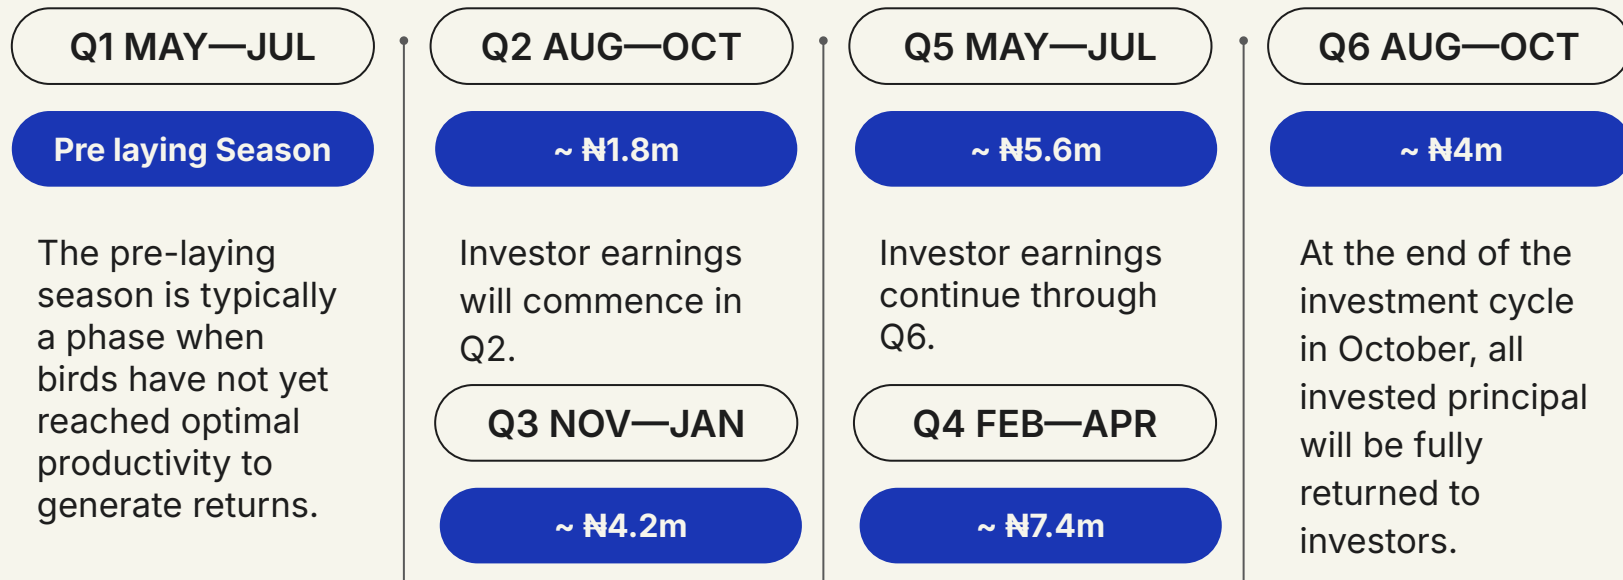 Q1 MAY—JUL
Pre laying Season
The pre-laying
season is typically
a phase when
birds have not yet
reached optimal
productivity to
generate returns.
Q2 AUG—OCT
~ ₦1.8m
Investor earnings
will commence in
Q2.
Q3 NOV—JAN
~ ₦4.2m
Q5 MAY—JUL
~ ₦5.6m
Investor earnings
continue through
Q6.
Q4 FEB—APR
~ ₦7.4m
Q6 AUG—OCT
~ ₦4m
At the end of the
investment cycle
in October, all
invested principal
will be fully
returned to
investors.